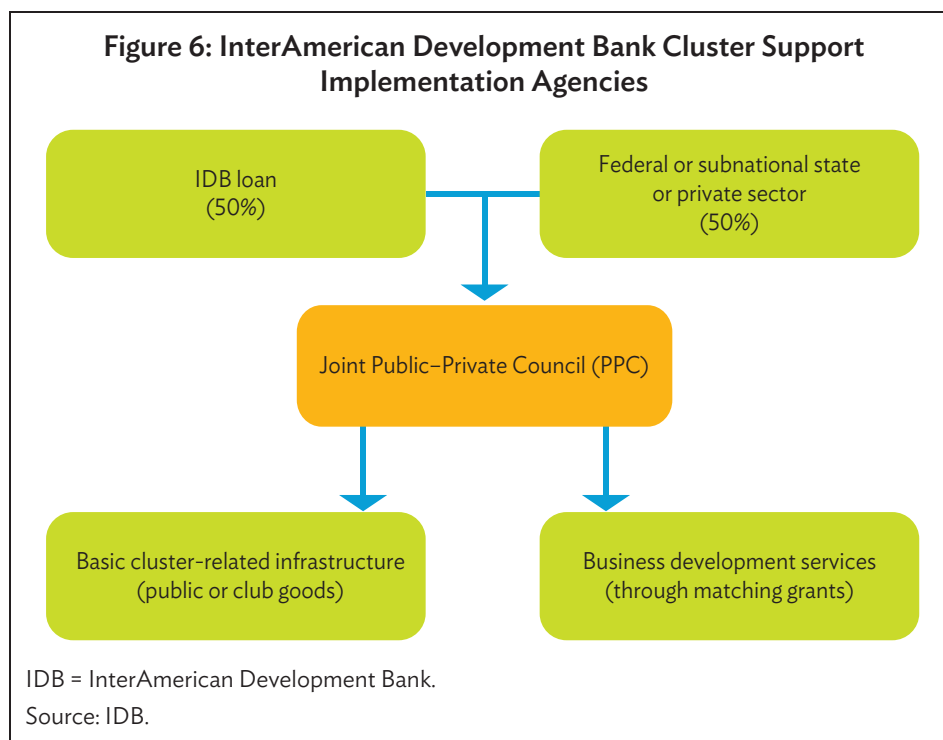 Figure 6: InterAmerican Development Bank Cluster Support
Implementation Agencies
IDB loan
(50%)
Federal or subnational state
or private sector
(50%)
Joint Public–Private Council (PPC)
Basic cluster-related infrastructure
(public or club goods)
Business development services
(through matching grants)
IDB = InterAmerican Development Bank.
Source: IDB.